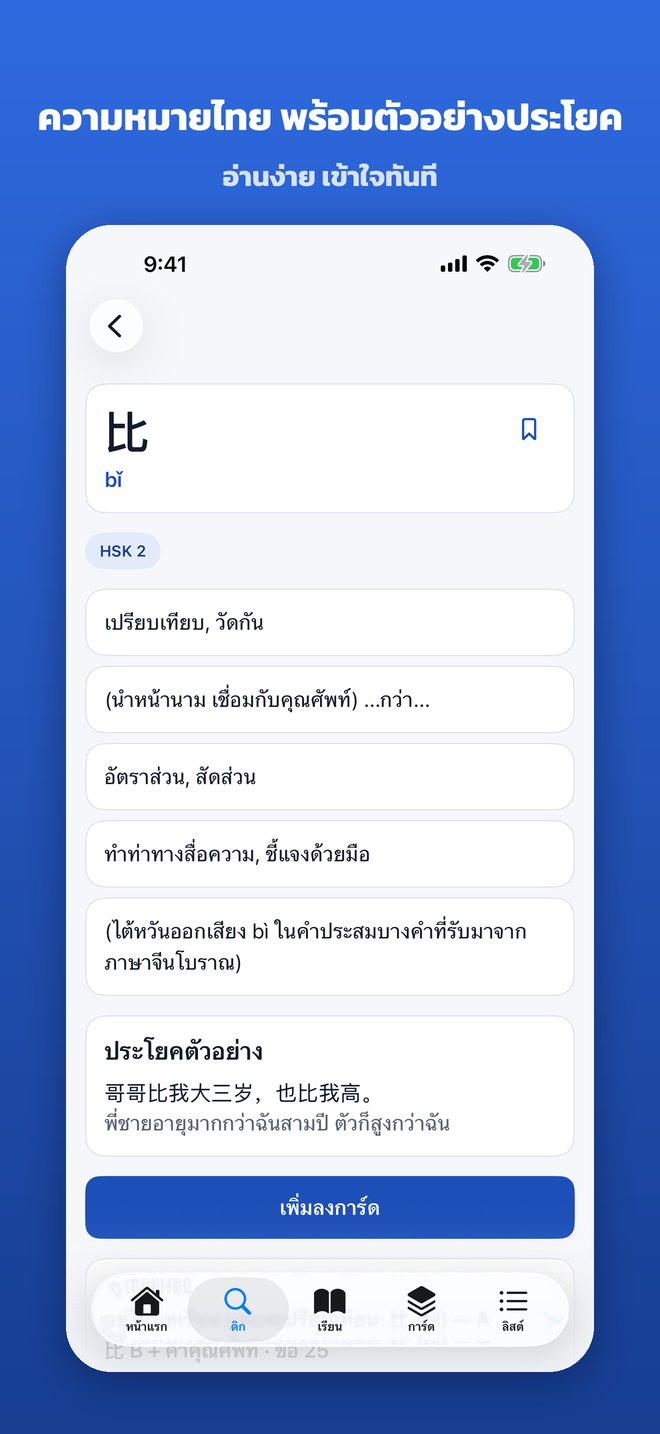 ความหมายไทย พร้อมตัวอย่างประโยค
อ่านง่าย เข้าใจทันที
9:41
比
bǐ
HSK 2
เปรียบเทียบ, วัดกัน
(นำหน้านาม เชื่อมกับคุณศัพท์) ...กว่า...
อัตราส่วน, สัดส่วน
ทำท่าทางสื่อความ, ชี้แจงด้วยมือ
(ไต้หวันออกเสียง bì ในคำประสมบางคำที่รับมาจาก
ภาษาจีนโบราณ)
ประโยคตัวอย่าง
哥哥比我大三岁，也比我高。
พี่ชายอายุมากกว่าฉันสามปี ตัวก็สูงกว่าฉัน
เพิ่มลงการ์ด
หน้าแรก ดิก เรียน การ์ด ลิสต์
比 B + คำคุณศัพท์ · ข้อ 25